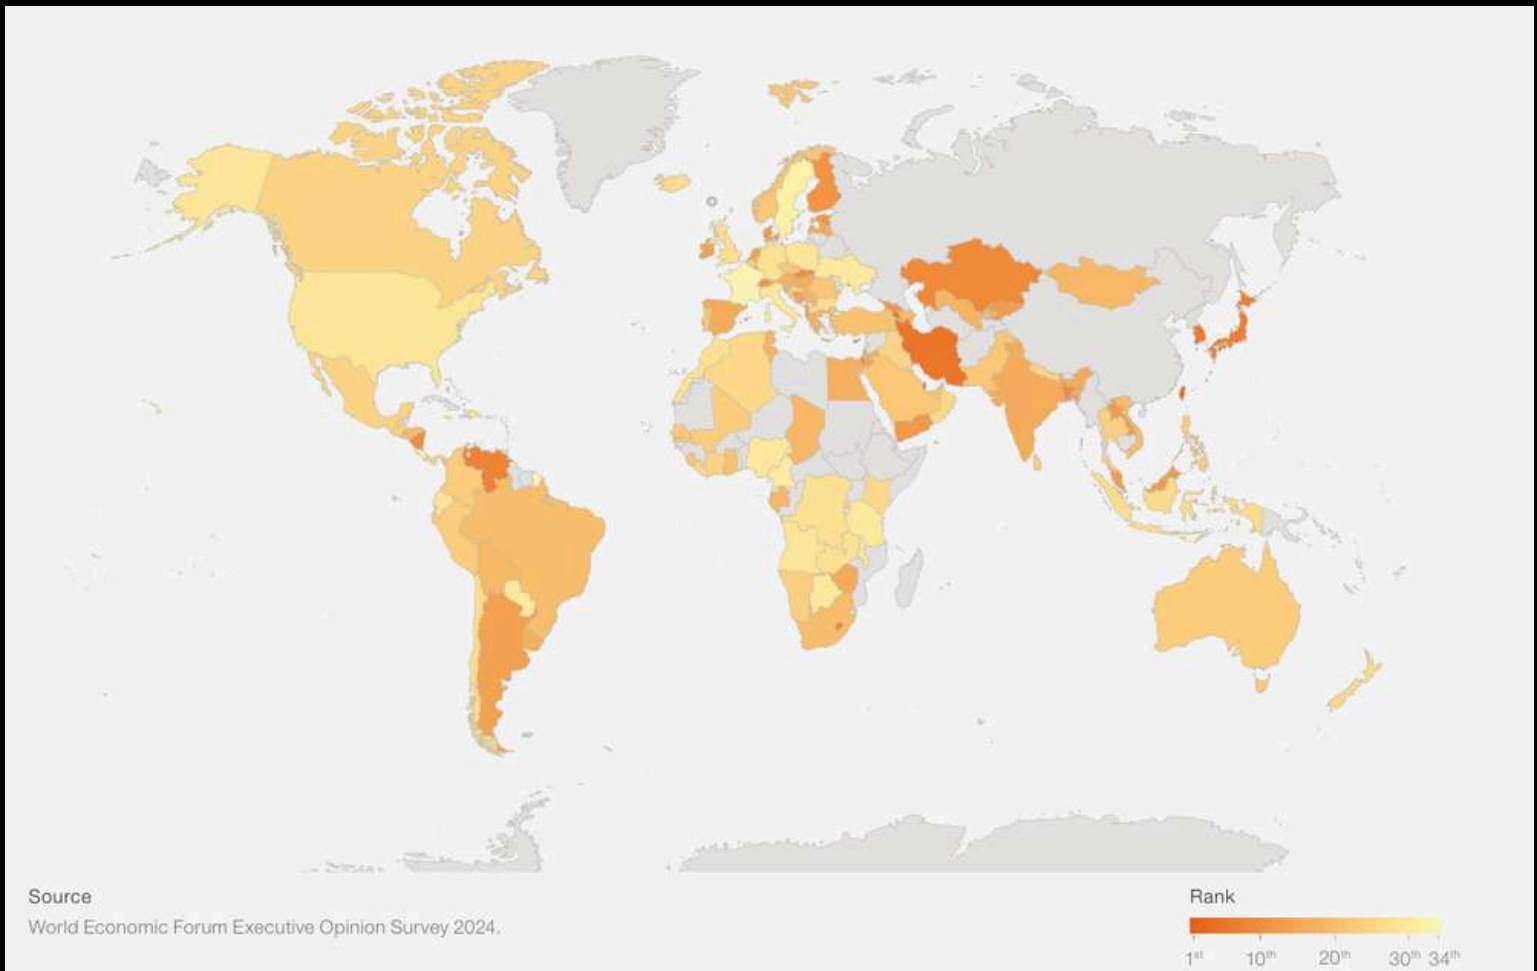 Source
World Economic Forum Executive Opinion Survey 2024.
Rank
1st 10th 20th 30th 34th